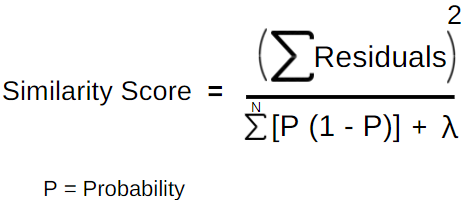 Similarity Score = (∑Residuals)²
N
∑[P (1 - P)] + λ
P = Probability